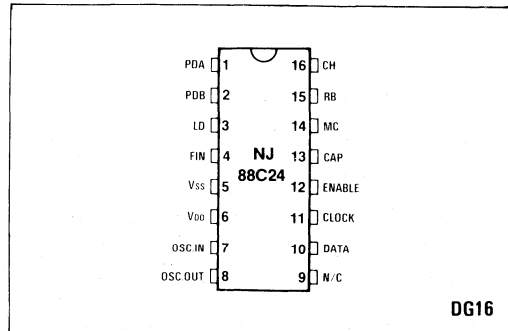 PDA 1 16 CH
PDB 2 15 RB
LD 3 14 MC
FIN 4 NJ 13 CAP
88C24
VSS 5 12 ENABLE
VDD 6 11 CLOCK
OSC.IN 7 10 DATA
OSC.OUT 8 9 N/C
DG16